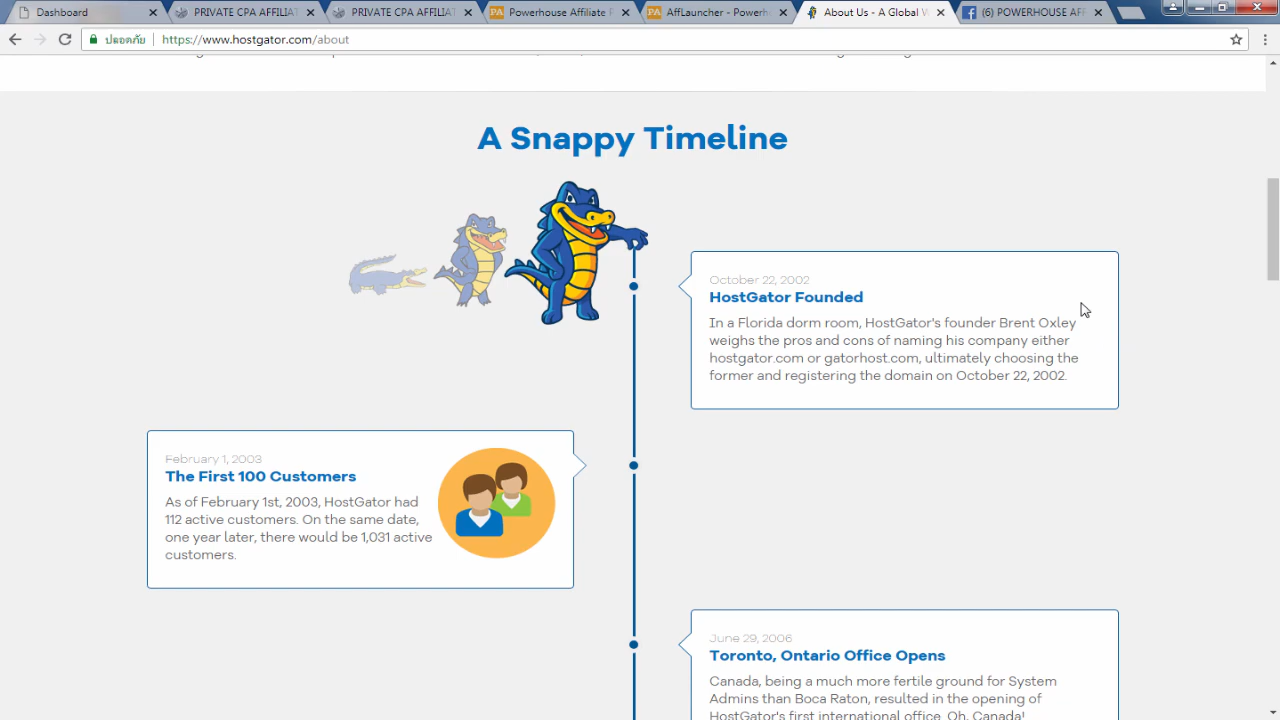 Dashboard
PRIVATE CPA AFFILIAT
PRIVATE CPA AFFILIAT
PA Powerhouse Affiliate P
PA AffLauncher - Powerh
About Us - A Global W
(6) POWERHOUSE AFF
ปลอดภัย https://www.hostgator.com/about
A Snappy Timeline
October 22, 2002
HostGator Founded
In a Florida dorm room, HostGator's founder Brent Oxley
weighs the pros and cons of naming his company either
hostgator.com or gatorhost.com, ultimately choosing the
former and registering the domain on October 22, 2002.
February 1, 2003
The First 100 Customers
As of February 1st, 2003, HostGator had
112 active customers. On the same date,
one year later, there would be 1,031 active
customers.
June 29, 2006
Toronto, Ontario Office Opens
Canada, being a much more fertile ground for System
Admins than Boca Raton, resulted in the opening of
HostGator's first international office. Oh, Canada!